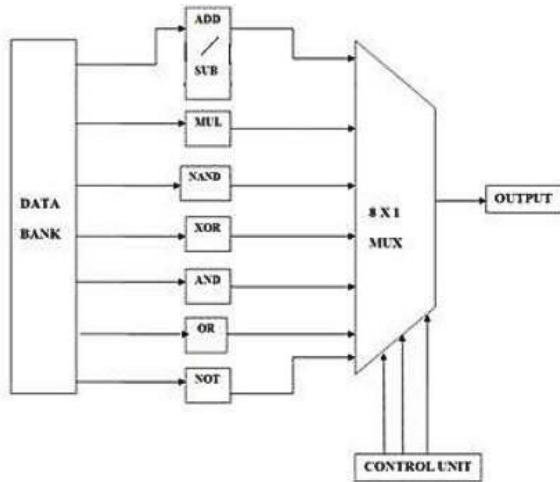 ADD
SUB
MUL
NAND
DATA
BANK
XOR
AND
OR
NOT
8 X 1
MUX
OUTPUT
CONTROL UNIT